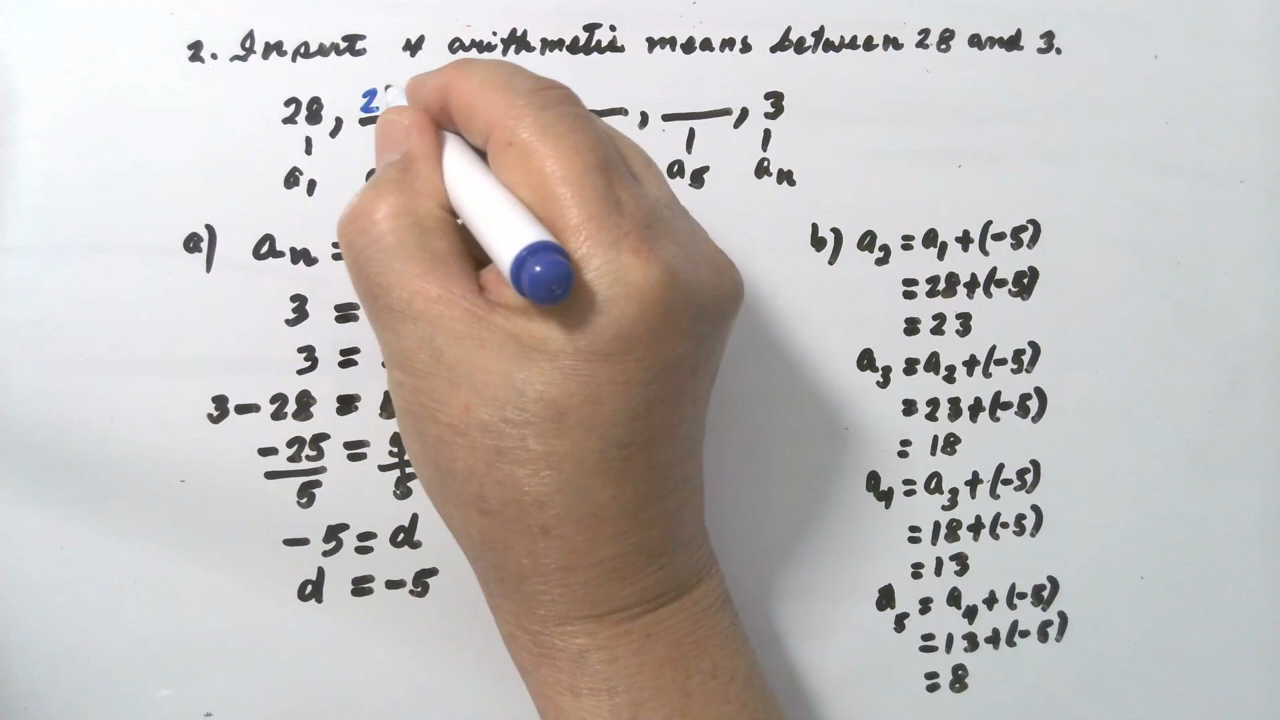 2. Insert 4 arithmetic means between 28 and 3.
28, 2 , , 3
a1 a5 an
a) an =
3 =
3 =
3-28 =
-25 =
5 5
-5=d
d =-5
b) a2 =a1+(-5)
=28+(-5)
=23
a3 =a2+(-5)
=23+(-5)
= 18
a4=a3+(-5)
=18+(-5)
=13
a5 = a4+(-5)
=13+(-5)
=8